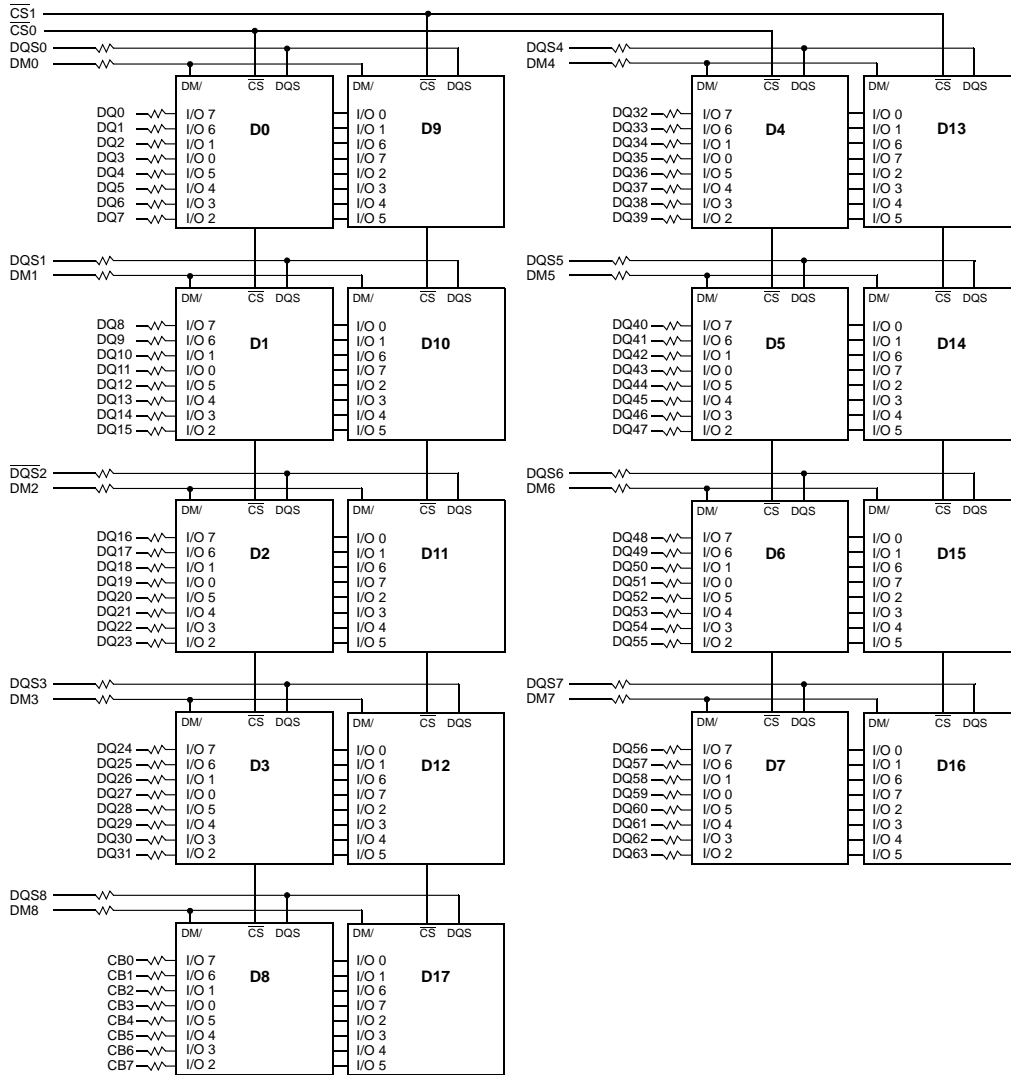 CS1
CS0
DQS0
DM0
DM/ CS DQS DM/ CS DQS
D0 D9
DQ0 I/O 7 I/O 0
DQ1 I/O 6 I/O 1
DQ2 I/O 1 I/O 6
DQ3 I/O 0 I/O 7
DQ4 I/O 5 I/O 2
DQ5 I/O 4 I/O 3
DQ6 I/O 3 I/O 4
DQ7 I/O 2 I/O 5
DQS1
DM1
DM/ CS DQS DM/ CS DQS
D1 D10
DQ8 I/O 7 I/O 0
DQ9 I/O 6 I/O 1
DQ10 I/O 1 I/O 6
DQ11 I/O 0 I/O 7
DQ12 I/O 5 I/O 2
DQ13 I/O 4 I/O 3
DQ14 I/O 3 I/O 4
DQ15 I/O 2 I/O 5
DQS2
DM2
DM/ CS DQS DM/ CS DQS
D2 D11
DQ16 I/O 7 I/O 0
DQ17 I/O 6 I/O 1
DQ18 I/O 1 I/O 6
DQ19 I/O 0 I/O 7
DQ20 I/O 5 I/O 2
DQ21 I/O 4 I/O 3
DQ22 I/O 3 I/O 4
DQ23 I/O 2 I/O 5
DQS3
DM3
DM/ CS DQS DM/ CS DQS
D3 D12
DQ24 I/O 7 I/O 0
DQ25 I/O 6 I/O 1
DQ26 I/O 1 I/O 6
DQ27 I/O 0 I/O 7
DQ28 I/O 5 I/O 2
DQ29 I/O 4 I/O 3
DQ30 I/O 3 I/O 4
DQ31 I/O 2 I/O 5
DQS8
DM8
DM/ CS DQS DM/ CS DQS
D8 D17
CB0 I/O 7 I/O 0
CB1 I/O 6 I/O 1
CB2 I/O 1 I/O 6
CB3 I/O 0 I/O 7
CB4 I/O 5 I/O 2
CB5 I/O 4 I/O 3
CB6 I/O 3 I/O 4
CB7 I/O 2 I/O 5
DQS4
DM4
DM/ CS DQS DM/ CS DQS
D4 D13
DQ32 I/O 7 I/O 0
DQ33 I/O 6 I/O 1
DQ34 I/O 1 I/O 6
DQ35 I/O 0 I/O 7
DQ36 I/O 5 I/O 2
DQ37 I/O 4 I/O 3
DQ38 I/O 3 I/O 4
DQ39 I/O 2 I/O 5
DQS5
DM5
DM/ CS DQS DM/ CS DQS
D5 D14
DQ40 I/O 7 I/O 0
DQ41 I/O 6 I/O 1
DQ42 I/O 1 I/O 6
DQ43 I/O 0 I/O 7
DQ44 I/O 5 I/O 2
DQ45 I/O 4 I/O 3
DQ46 I/O 3 I/O 4
DQ47 I/O 2 I/O 5
DQS6
DM6
DM/ CS DQS DM/ CS DQS
D6 D15
DQ48 I/O 7 I/O 0
DQ49 I/O 6 I/O 1
DQ50 I/O 1 I/O 6
DQ51 I/O 0 I/O 7
DQ52 I/O 5 I/O 2
DQ53 I/O 4 I/O 3
DQ54 I/O 3 I/O 4
DQ55 I/O 2 I/O 5
DQS7
DM7
DM/ CS DQS DM/ CS DQS
D7 D16
DQ56 I/O 7 I/O 0
DQ57 I/O 6 I/O 1
DQ58 I/O 1 I/O 6
DQ59 I/O 0 I/O 7
DQ60 I/O 5 I/O 2
DQ61 I/O 4 I/O 3
DQ62 I/O 3 I/O 4
DQ63 I/O 2 I/O 5